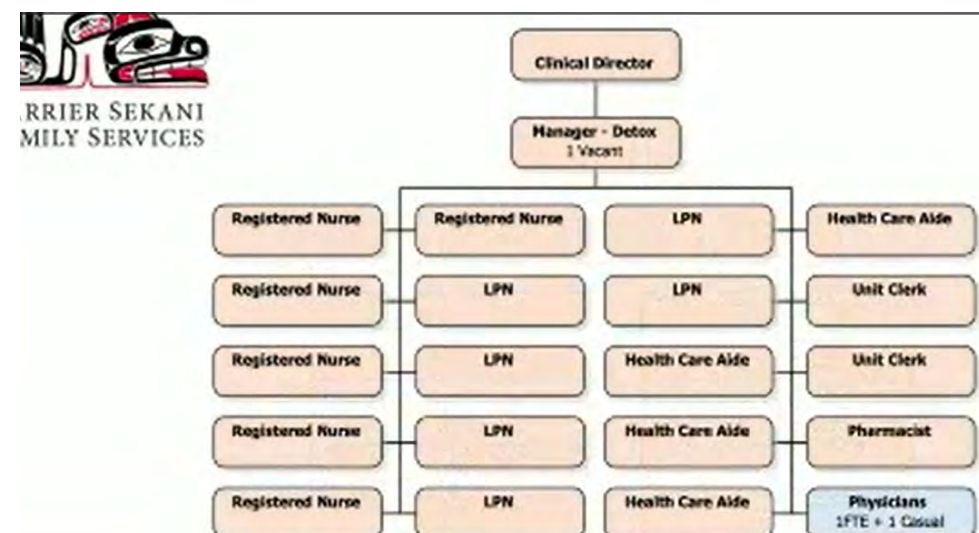 RRIER SEKANI
MILY SERVICES
Clinical Director
Manager - Detox
1 Vacant
Registered Nurse
Registered Nurse
LPN
Health Care Aide
Registered Nurse
LPN
LPN
Unit Clerk
Registered Nurse
LPN
Health Care Aide
Unit Clerk
Registered Nurse
LPN
Health Care Aide
Pharmacist
Registered Nurse
LPN
Health Care Aide
Physicians
1FTE + 1 Casual